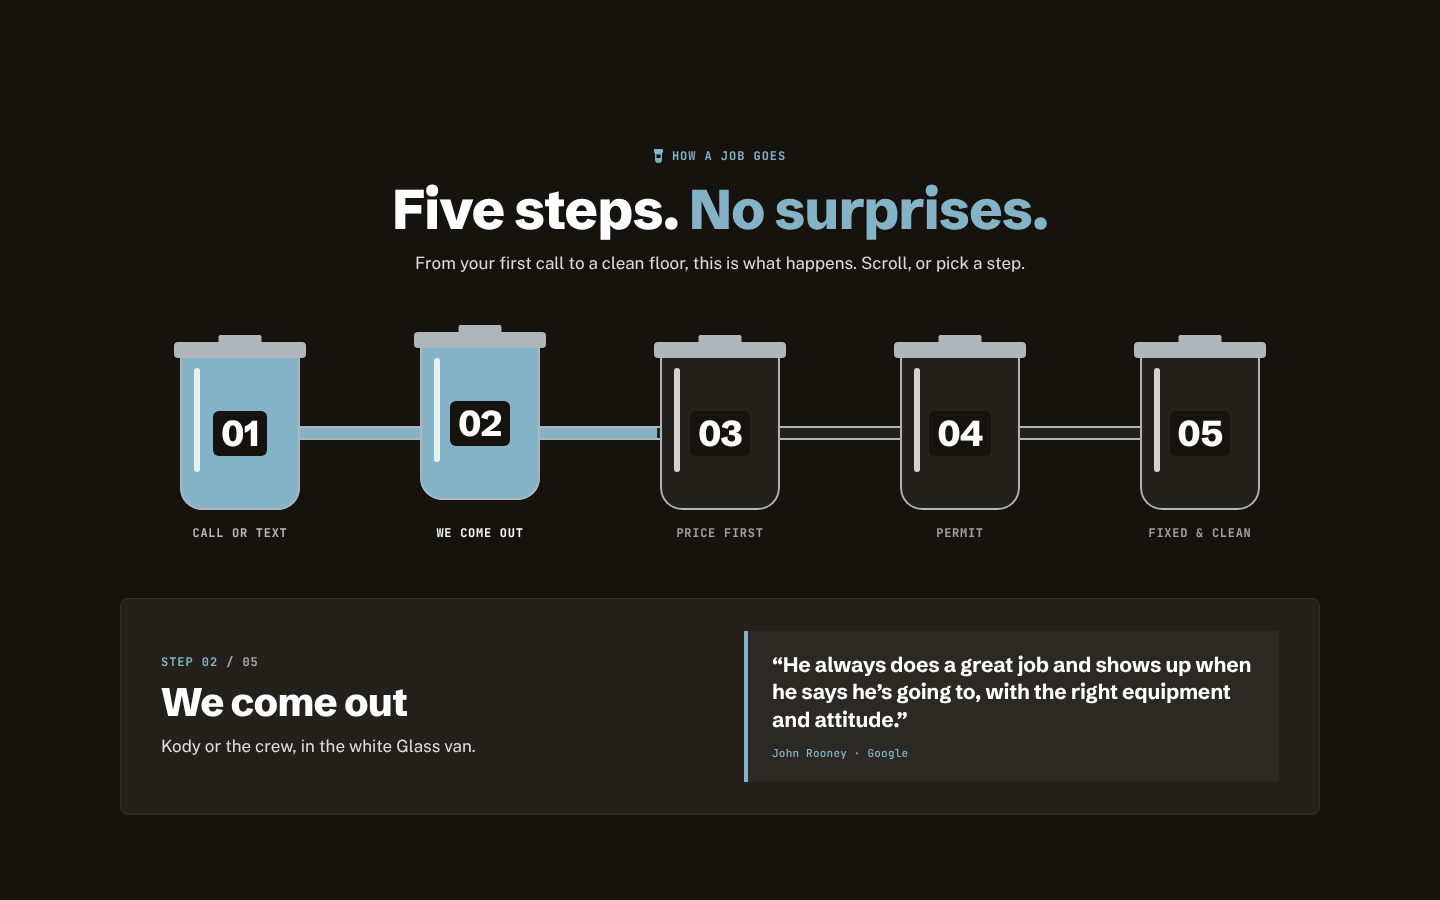 HOW A JOB GOES
Five steps. No surprises.
From your first call to a clean floor, this is what happens. Scroll, or pick a step.
01
02
03
04
05
CALL OR TEXT
WE COME OUT
PRICE FIRST
PERMIT
FIXED & CLEAN
STEP 02 / 05
We come out
Kody or the crew, in the white Glass van.
“He always does a great job and shows up when
he says he’s going to, with the right equipment
and attitude.”
John Rooney · Google